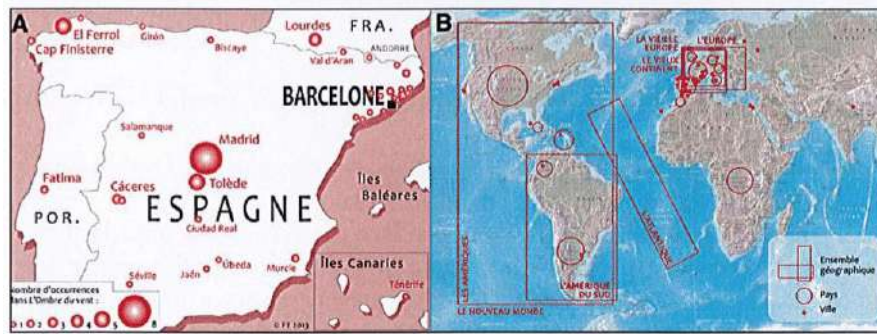 A
El Ferrol
Cap Finisterre
Girón
Biscaye
Lourdes
FRA.
ANDORRE
Val d'Aran
BARCELONE
Salamanque
Madrid
Tolède
Fatima
Cáceres
ESPAGNE
POR.
Ciudad Real
Îles
Baléares
Séville
Jaén
Úbeda
Murcie
Îles Canaries
Ténérife
Nombre d'occurrences
dans L'Ombre du vent :
1 2 3 4 5 8
B
LA VIEILLE
EUROPE
L'EUROPE
LE VIEUX
CONTINENT
L'ATLANTIQUE
LES AMÉRIQUES
L'AMÉRIQUE
DU SUD
LE NOUVEAU MONDE
Ensemble
géographique
Pays
Ville